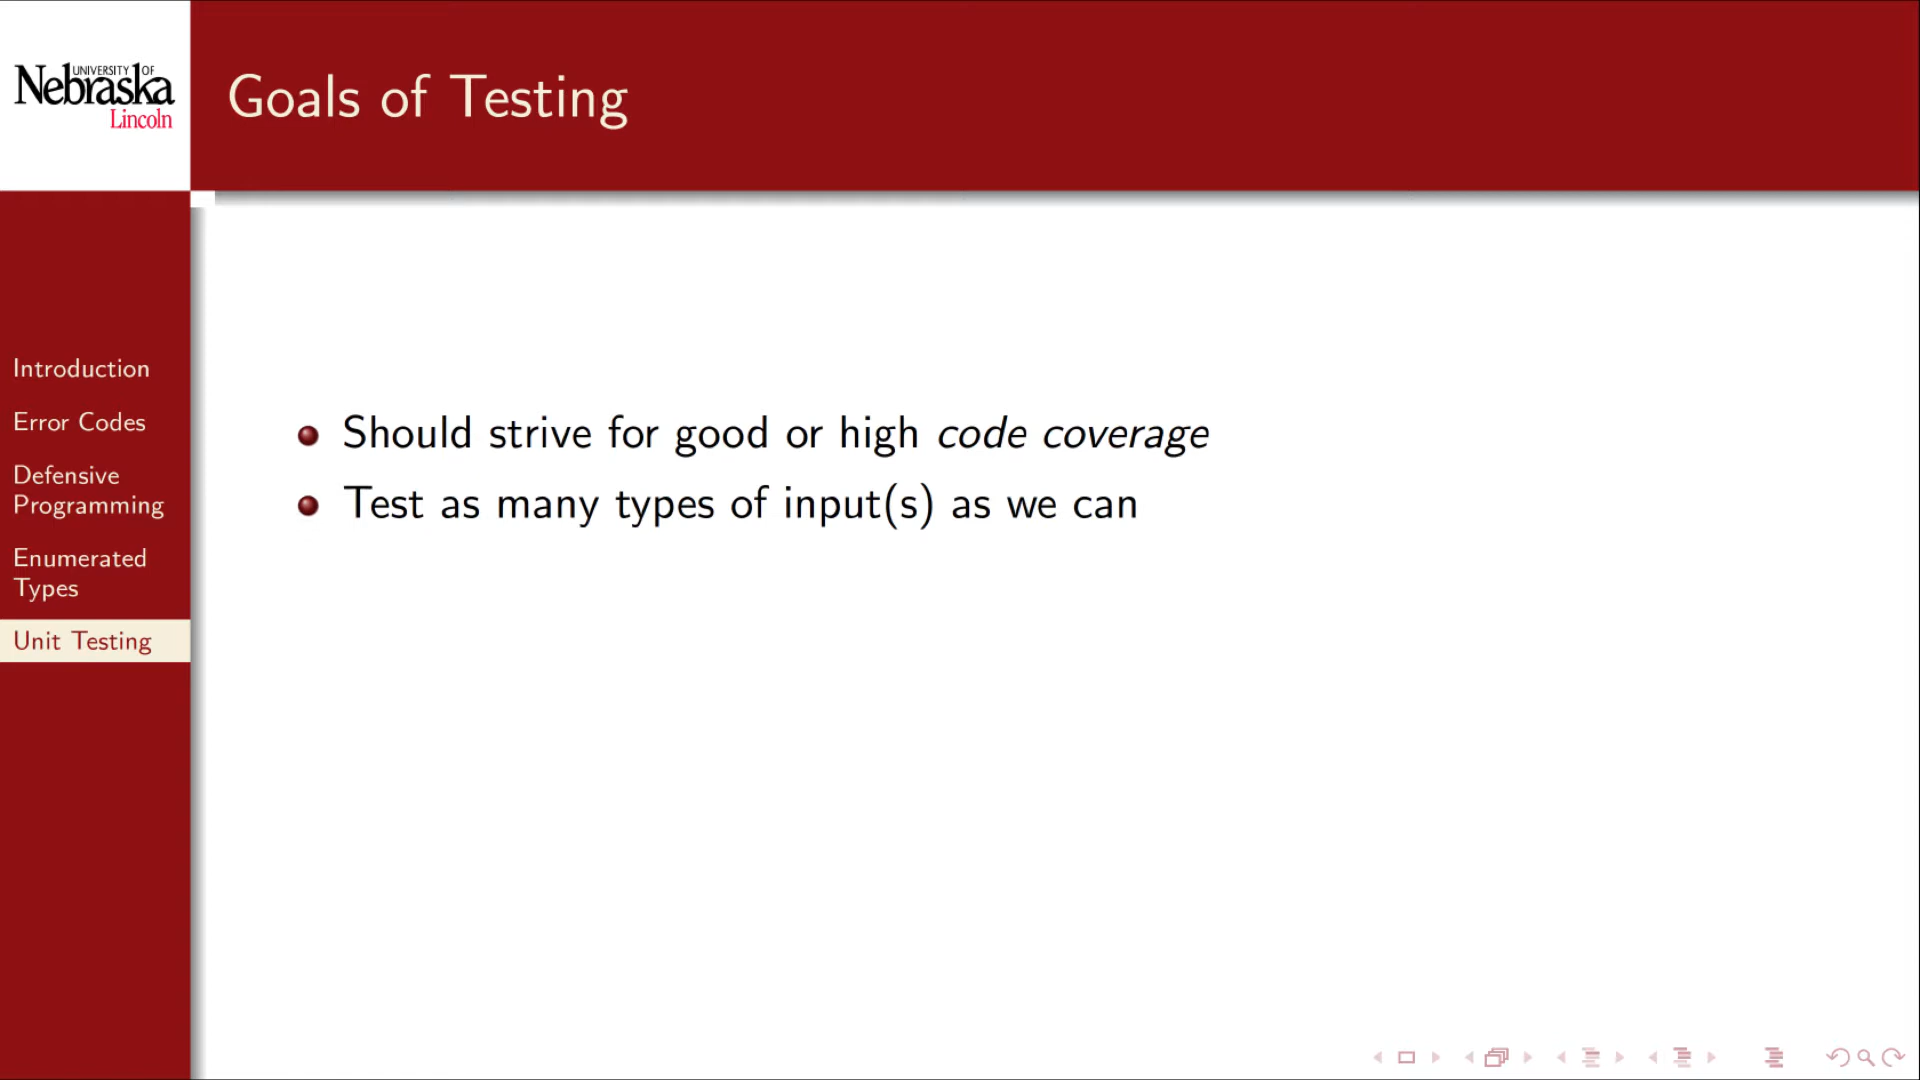 UNIVERSITY OF
Nebraska
Lincoln
Goals of Testing
Introduction
Error Codes
Defensive
Programming
Enumerated
Types
Unit Testing
Should strive for good or high code coverage
Test as many types of input(s) as we can